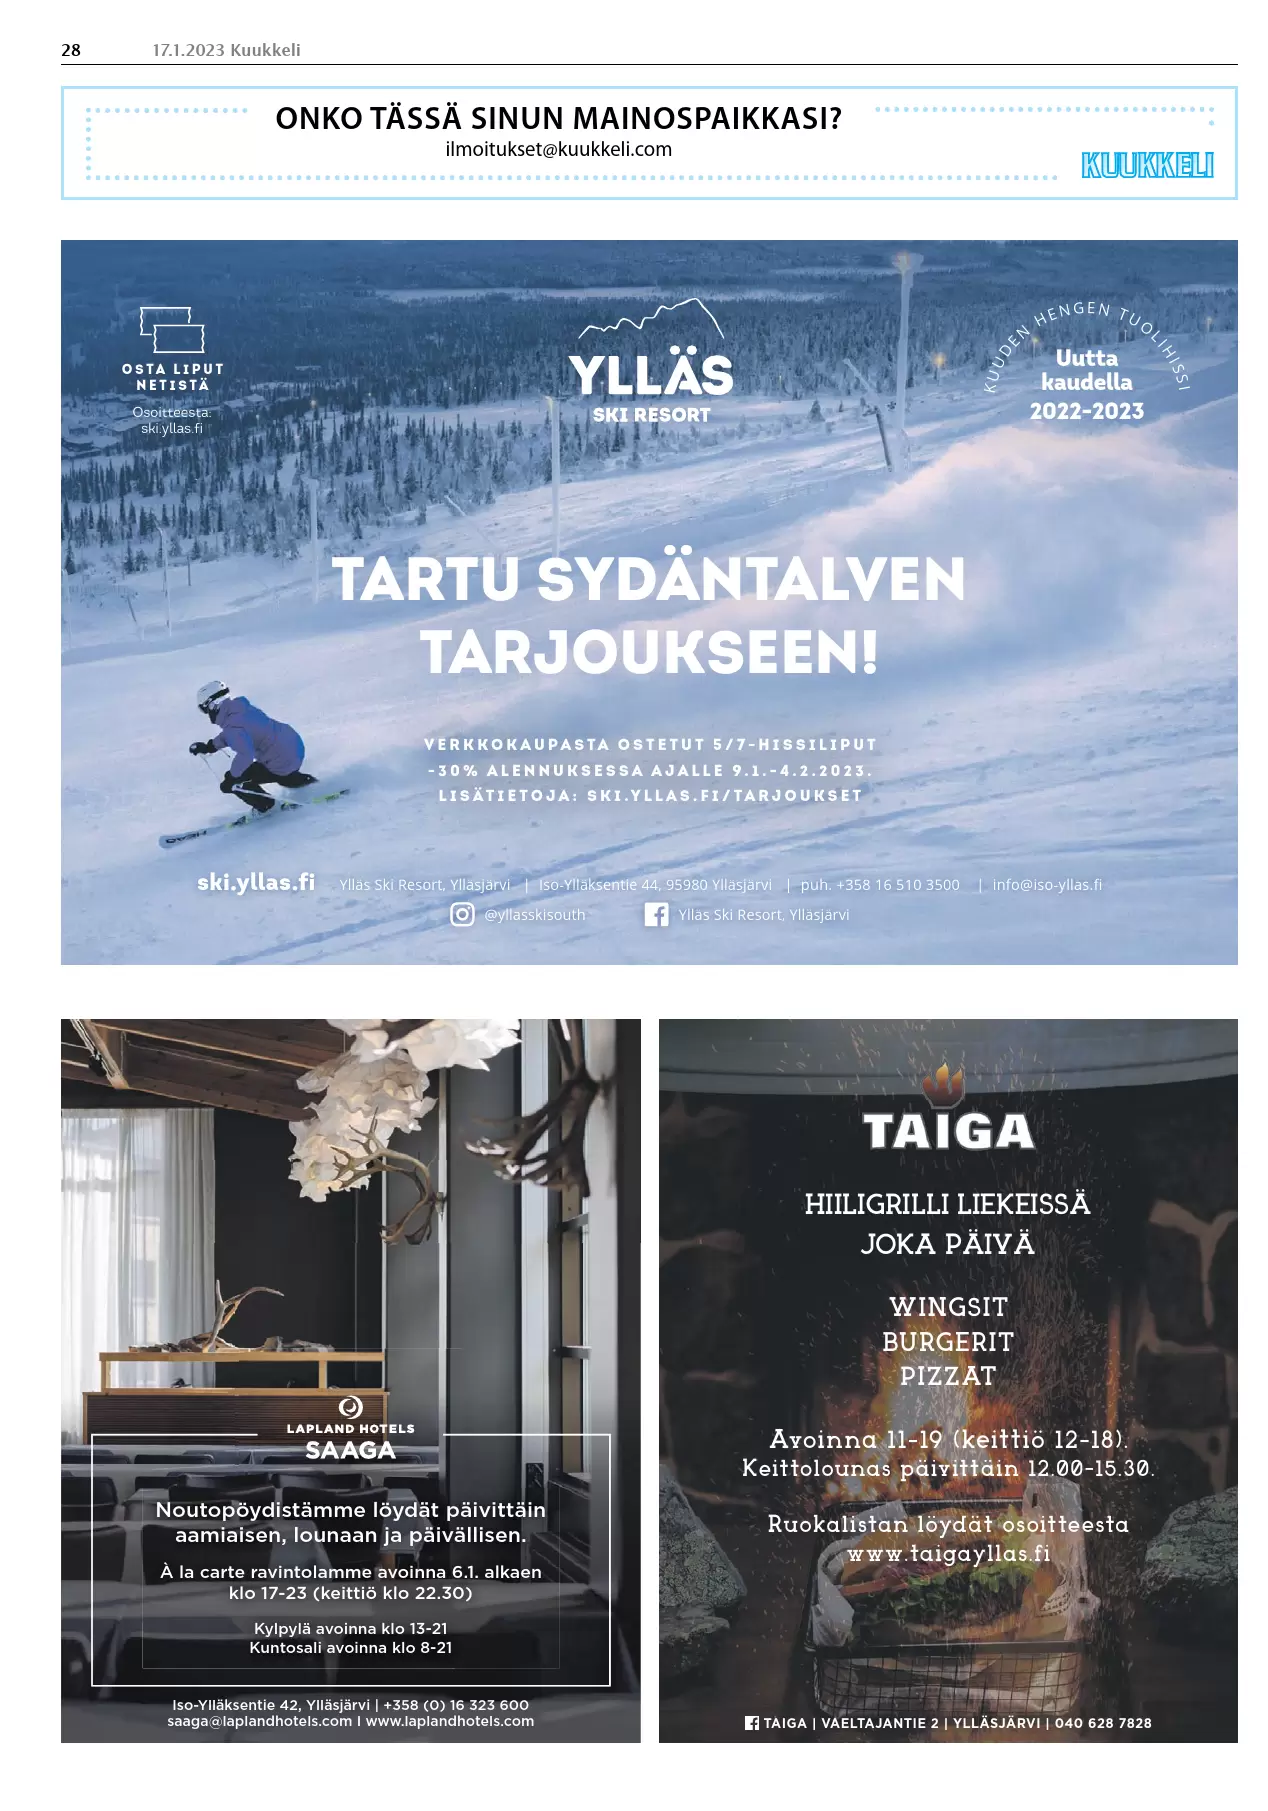 28 17.1.2023 Kuukkeli
ONKO TÄSSÄ SINUN MAINOSPAIKKASI?
ilmoitukset@kuukkeli.com
KUUKKELI
OSTA LIPUT
NETISTÄ
Osoitteesta:
ski.yllas.fi
YLLÄS
SKI RESORT
KUUDEN HENGEN TUOLIHISSI
Uutta
kaudella
2022-2023
TARTU SYDÄNTALVEN
TARJOUKSEEN!
VERKKOKAUPASTA OSTETUT 5/7-HISSILIPUT
-30% ALENNUKSESSA AJALLE 9.1.-4.2.2023.
LISÄTIETOJA: SKI.YLLAS.FI/TARJOUKSET
ski.yllas.fi Ylläs Ski Resort, Ylläsjärvi | Iso-Ylläksentie 44, 95980 Ylläsjärvi | puh. +358 16 510 3500 | info@iso-yllas.fi
@yllasskisouth Ylläs Ski Resort, Ylläsjärvi
LAPLAND HOTELS
SAAGA
Noutopöydistämme löydät päivittäin
aamiaisen, lounaan ja päivällisen.
À la carte ravintolamme avoinna 6.1. alkaen
klo 17-23 (keittiö klo 22.30)
Kylpylä avoinna klo 13-21
Kuntosali avoinna klo 8-21
Iso-Ylläksentie 42, Ylläsjärvi | +358 (0) 16 323 600
saaga@laplandhotels.com I www.laplandhotels.com
TAIGA
HIILIGRILLI LIEKEISSÄ
JOKA PÄIVÄ
WINGSIT
BURGERIT
PIZZAT
Avoinna 11-19 (keittiö 12-18).
Keittolounas päivittäin 12.00-15.30.
Ruokalistan löydät osoitteesta
www.taigayllas.fi
TAIGA | VAELTAJANTIE 2 | YLLÄSJÄRVI | 040 628 7828